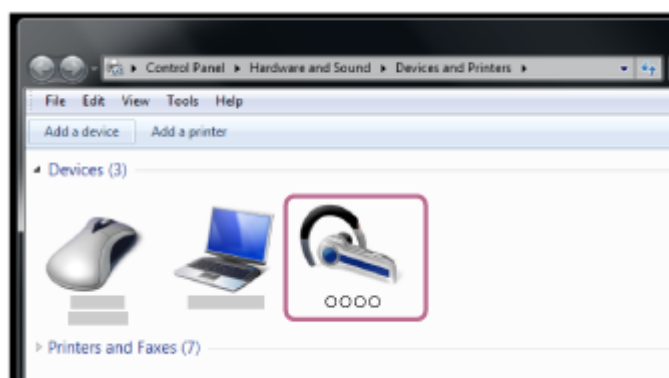 Control Panel ▸ Hardware and Sound ▸ Devices and Printers ▸
File Edit View Tools Help
Add a device Add a printer
Devices (3)
○○○○
Printers and Faxes (7)